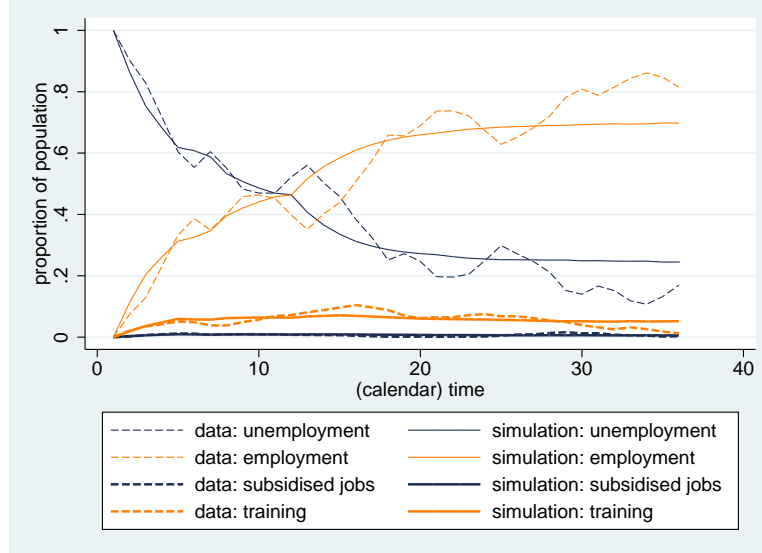 proportion of population
1
.8
.6
.4
.2
0
0 10 20 30 40
(calendar) time
data: unemployment simulation: unemployment
data: employment simulation: employment
data: subsidised jobs simulation: subsidised jobs
data: training simulation: training